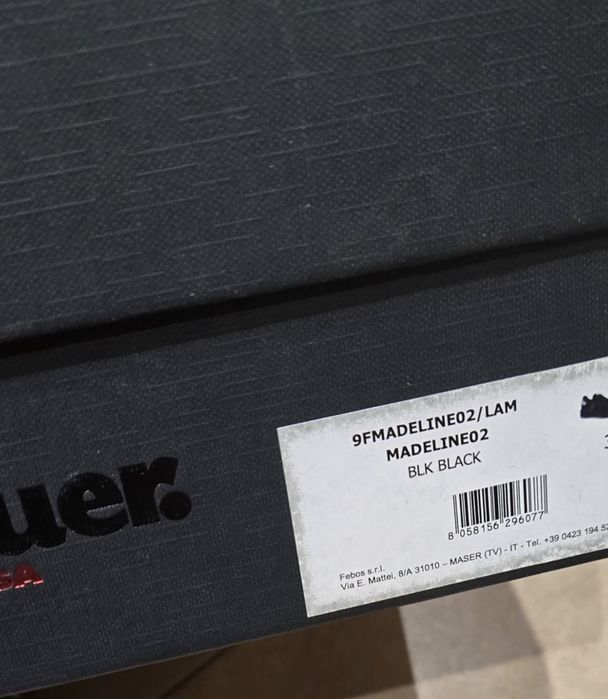 9FMADELINE02/LAM
MADELINE02
BLK BLACK
8 058156 296077
Febos s.r.l.
Via E. Mattei, 8/A 31010 – MASER (TV) - IT - Tel. +39 0423 194 52
uer.
SA